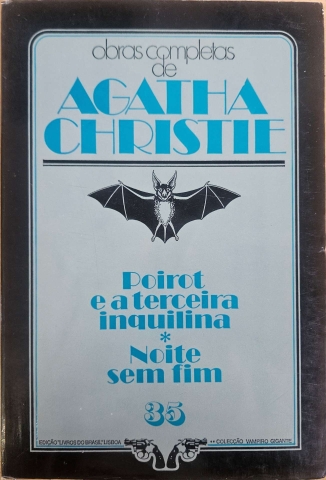 obras completas
de
AGATHA
CHRISTIE
Poirot
e a terceira
inquilina
*
Noite
sem fim
35
EDIÇÃO "LIVROS DO BRASIL" LISBOA
** COLECÇÃO VAMPIRO GIGANTE